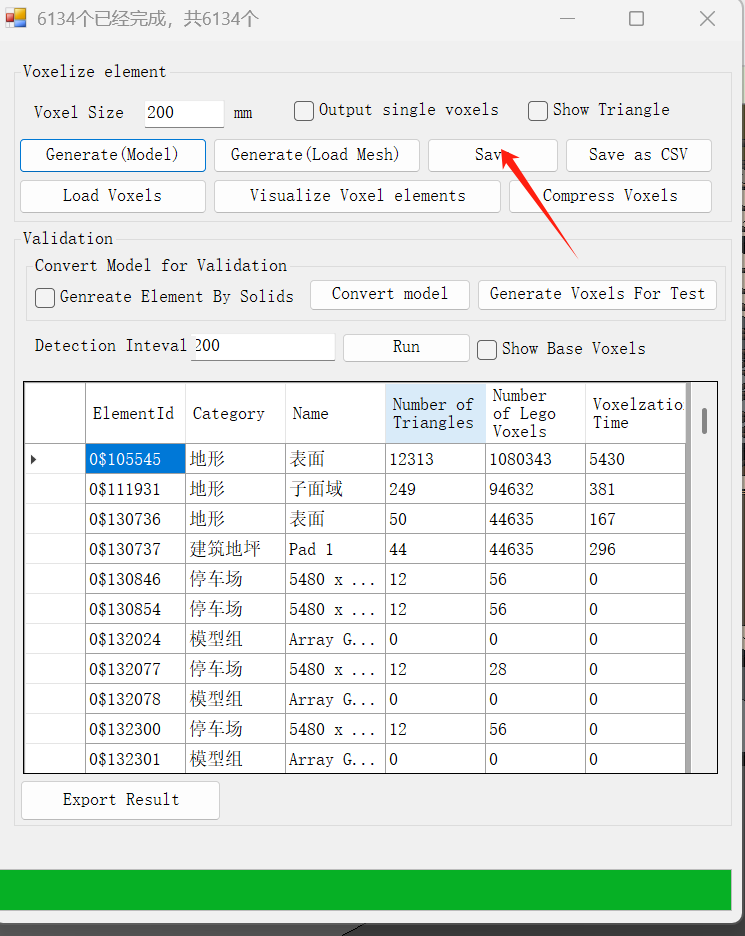 6134个已经完成，共6134个
Voxelize element
Voxel Size 200 mm Output single voxels Show Triangle
Generate(Model) Generate(Load Mesh) Sav Save as CSV
Load Voxels Visualize Voxel elements Compress Voxels
Validation
Convert Model for Validation
Genreate Element By Solids Convert model Generate Voxels For Test
Detection Inteval 200 Run Show Base Voxels
ElementId Category Name Number of Triangles Number of Lego Voxels Voxelzatio Time
0$105545 地形 表面 12313 1080343 5430
0$111931 地形 子面域 249 94632 381
0$130736 地形 表面 50 44635 167
0$130737 建筑地坪 Pad 1 44 44635 296
0$130846 停车场 5480 x ... 12 56 0
0$130854 停车场 5480 x ... 12 56 0
0$132024 模型组 Array G... 0 0 0
0$132077 停车场 5480 x ... 12 28 0
0$132078 模型组 Array G... 0 0 0
0$132300 停车场 5480 x ... 12 56 0
0$132301 模型组 Array G... 0 0 0
Export Result